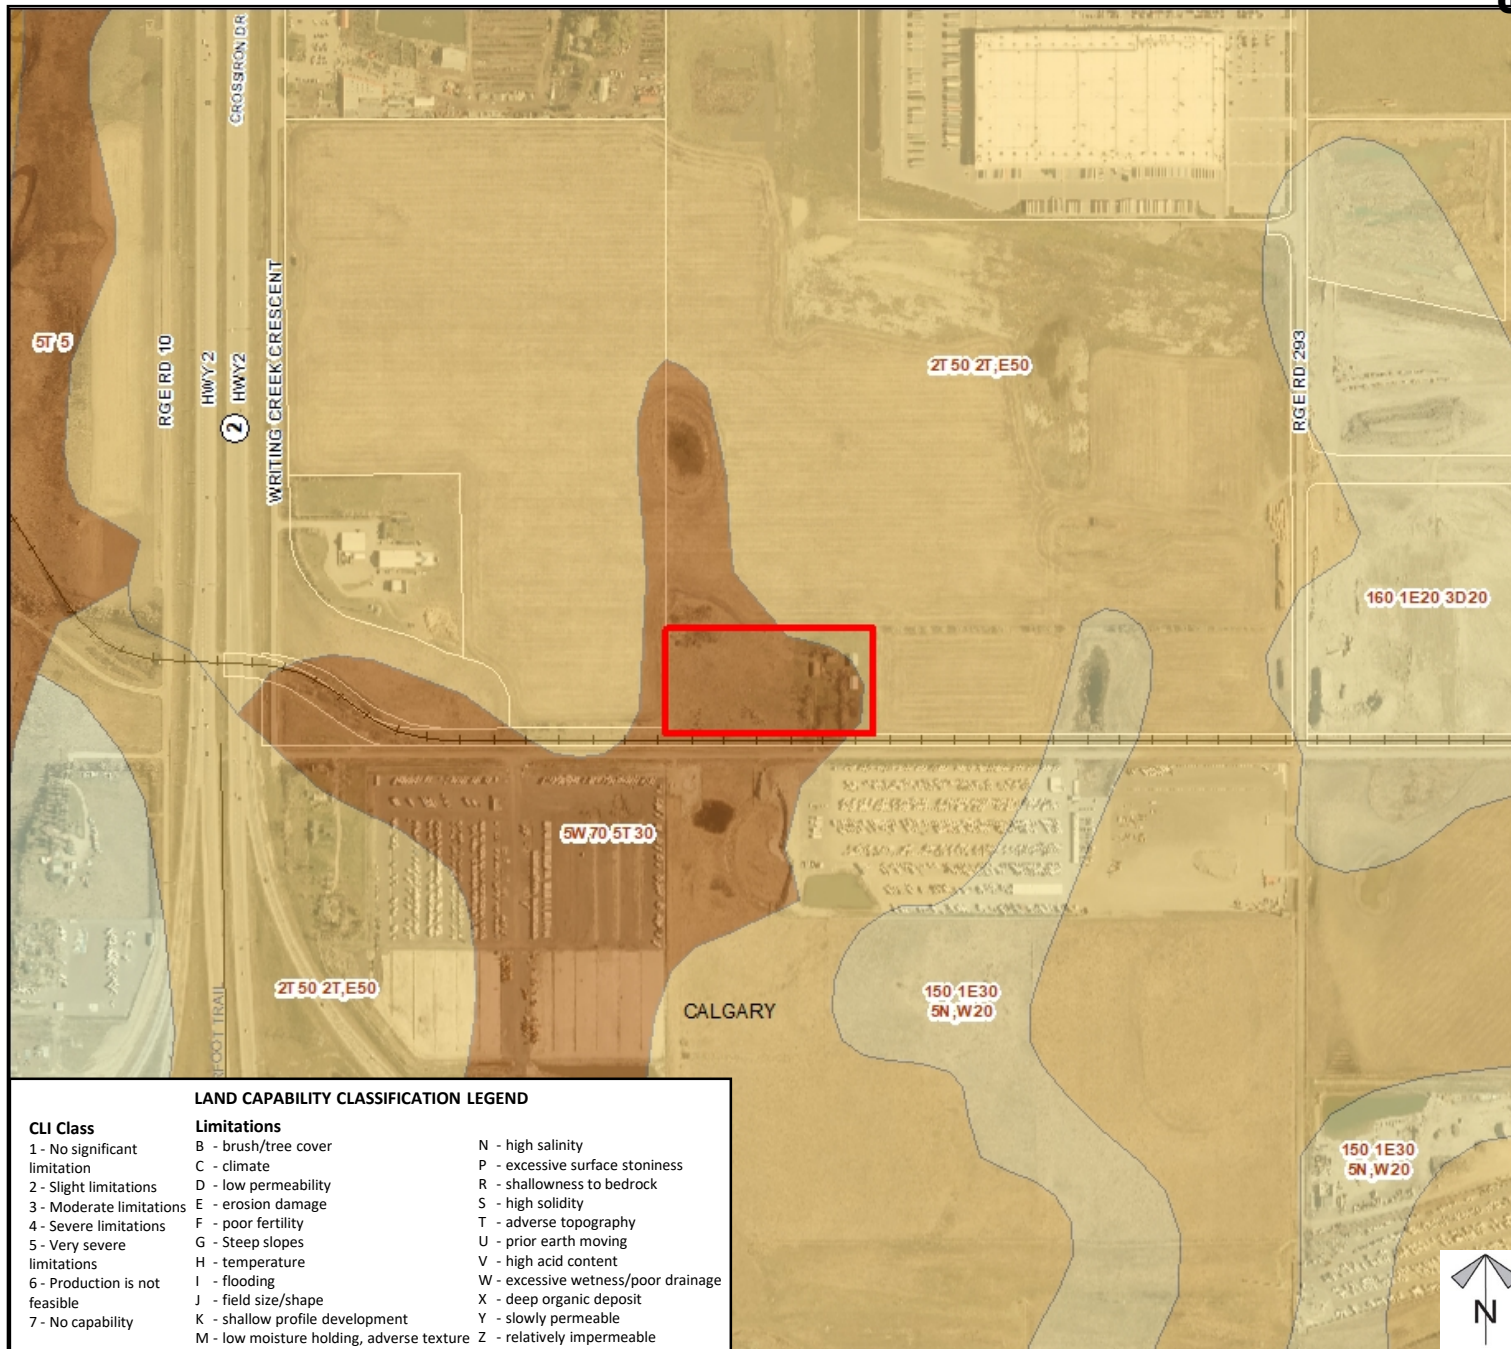 CROSSIRON DR
5T 5
RGE RD 10
HWY 2
HWY2
2
WRITING CREEK CRESCENT
2T 50 2T,E50
RGE RD 293
160 1E20 3D20
5W 70 5T 30
2T 50 2T,E50
CALGARY
150 1E30
5N,W20
150 1E30
5N,W20
LAND CAPABILITY CLASSIFICATION LEGEND
CLI Class
1 - No significant
limitation
2 - Slight limitations
3 - Moderate limitations
4 - Severe limitations
5 - Very severe
limitations
6 - Production is not
feasible
7 - No capability
Limitations
B - brush/tree cover
C - climate
D - low permeability
E - erosion damage
F - poor fertility
G - Steep slopes
H - temperature
I - flooding
J - field size/shape
K - shallow profile development
M - low moisture holding, adverse texture
N - high salinity
P - excessive surface stoniness
R - shallowness to bedrock
S - high solidity
T - adverse topography
U - prior earth moving
V - high acid content
W - excessive wetness/poor drainage
X - deep organic deposit
Y - slowly permeable
Z - relatively impermeable
N